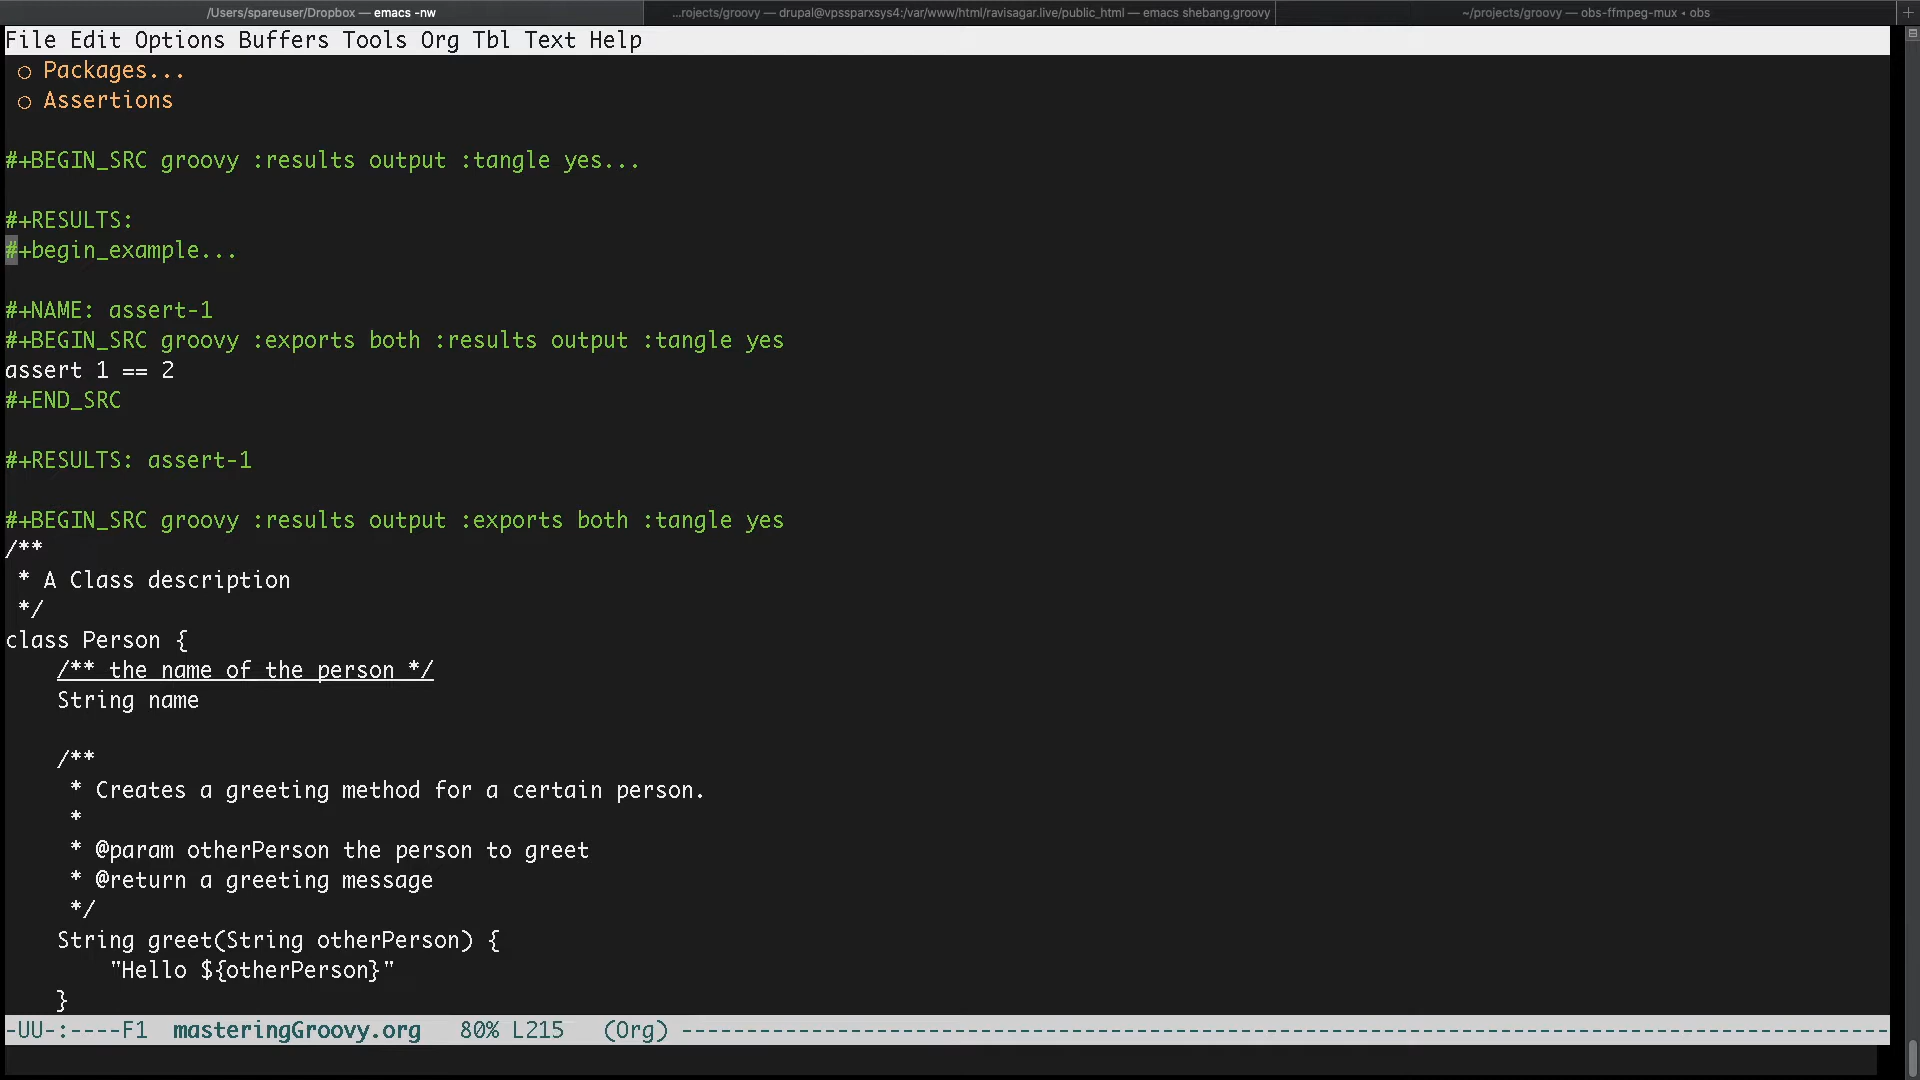 /Users/spareuser/Dropbox — emacs -nw
...rojects/groovy — drupal@vpssparxsys4:/var/www/html/ravisagar.live/public_html — emacs shebang.groovy
~/projects/groovy — obs-ffmpeg-mux • obs
File Edit Options Buffers Tools Org Tbl Text Help
○ Packages...
○ Assertions
#+BEGIN_SRC groovy :results output :tangle yes...
#+RESULTS:
#+begin_example...
#+NAME: assert-1
#+BEGIN_SRC groovy :exports both :results output :tangle yes
assert 1 == 2
#+END_SRC
#+RESULTS: assert-1
#+BEGIN_SRC groovy :results output :exports both :tangle yes
/**
 * A Class description
 */
class Person {
    /** the name of the person */
    String name
    /**
     * Creates a greeting method for a certain person.
     *
     * @param otherPerson the person to greet
     * @return a greeting message
     */
    String greet(String otherPerson) {
        "Hello ${otherPerson}"
    }
-UU-:----F1  masteringGroovy.org   80% L215   (Org) ---------------------------------------------------------------------------------------------